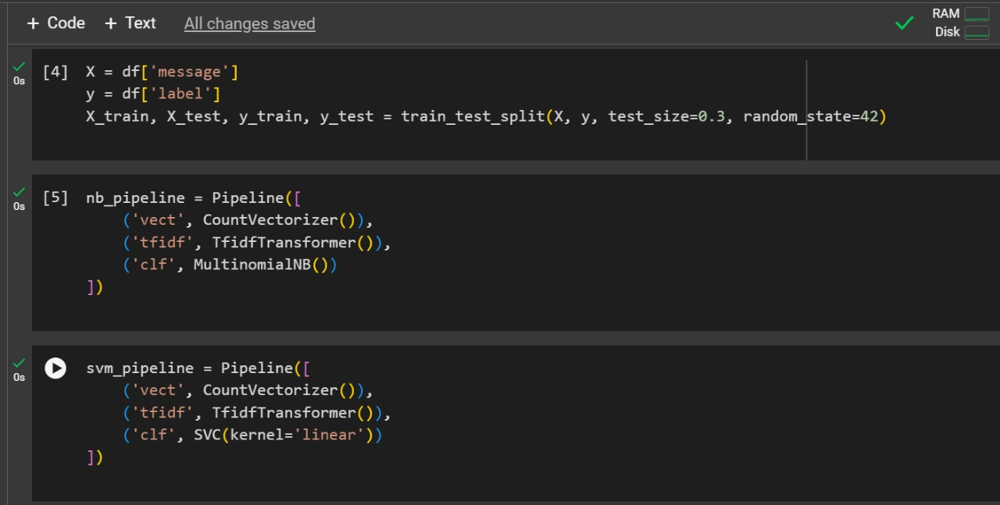 + Code + Text All changes saved
RAM
Disk
0s
[4] X = df['message']
y = df['label']
X_train, X_test, y_train, y_test = train_test_split(X, y, test_size=0.3, random_state=42)
0s
[5] nb_pipeline = Pipeline([
    ('vect', CountVectorizer()),
    ('tfidf', TfidfTransformer()),
    ('clf', MultinomialNB())
])
0s
svm_pipeline = Pipeline([
    ('vect', CountVectorizer()),
    ('tfidf', TfidfTransformer()),
    ('clf', SVC(kernel='linear'))
])